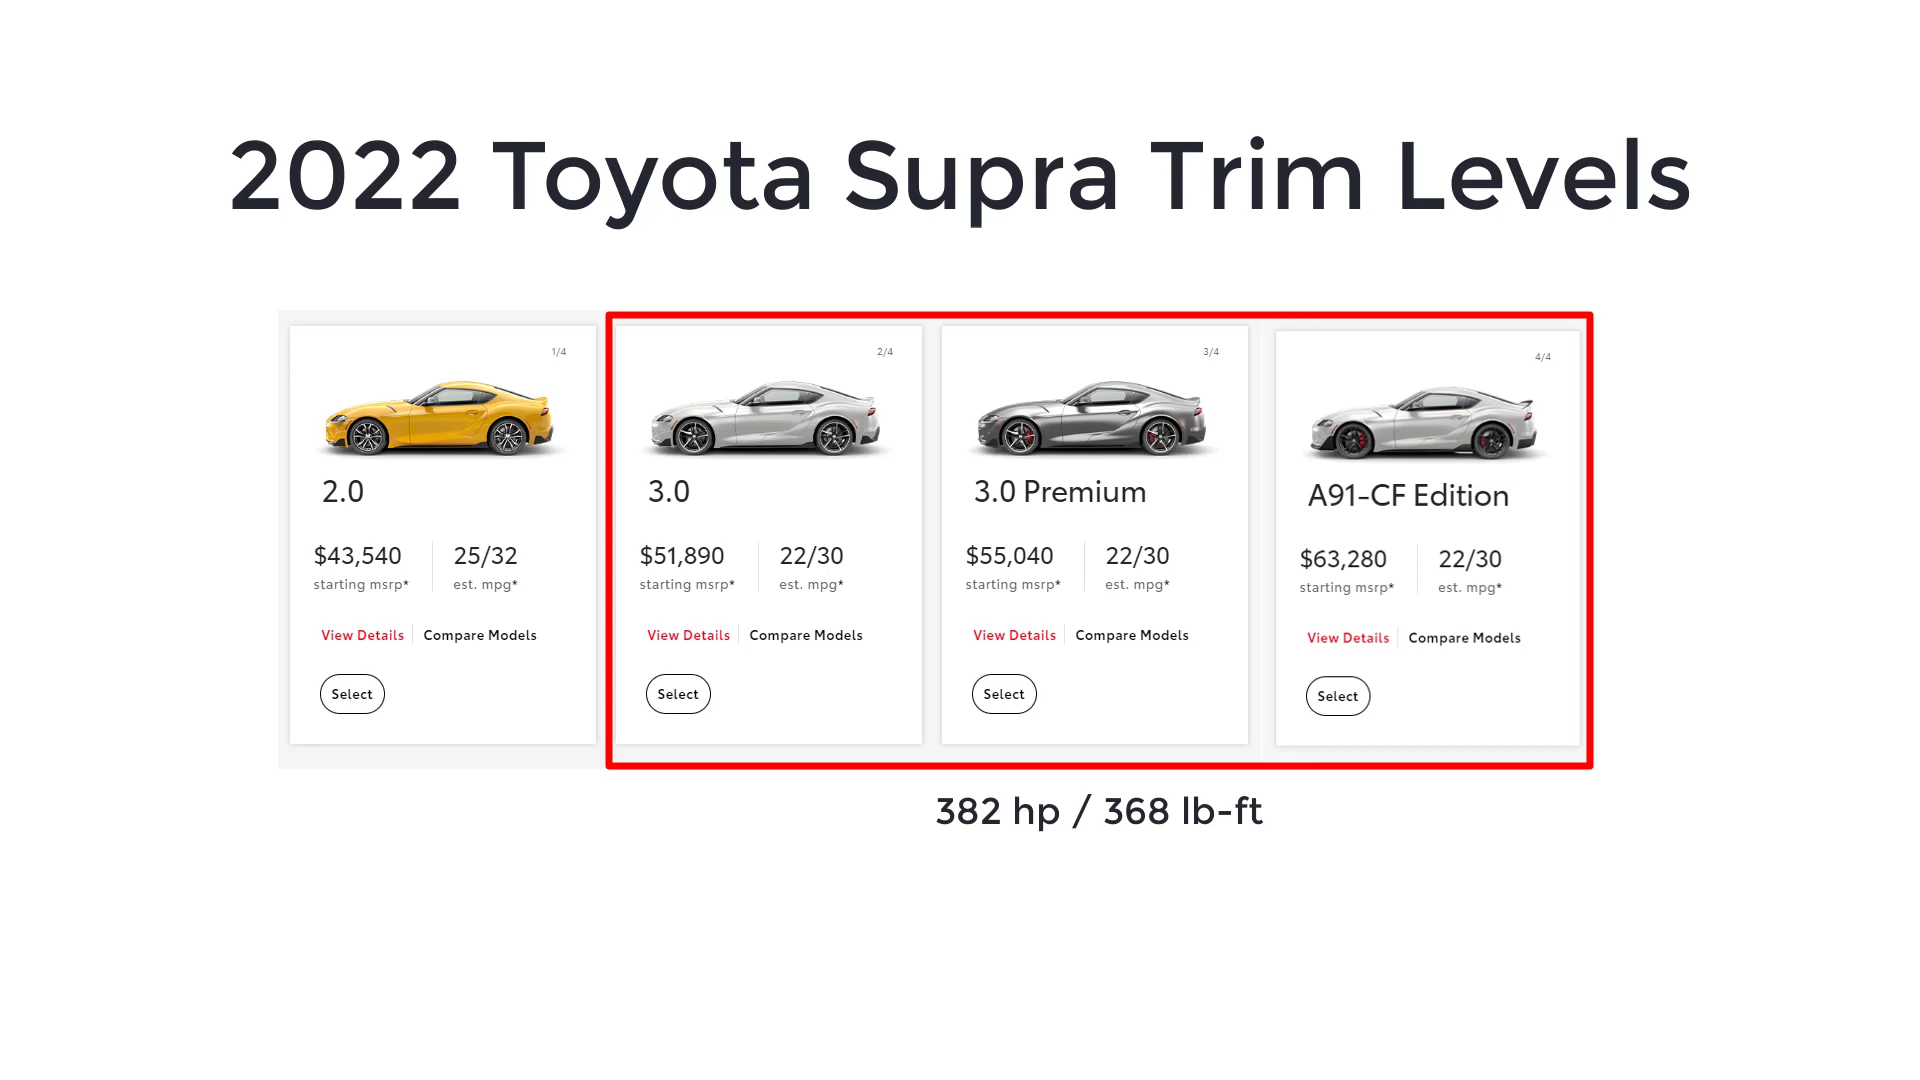 2022 Toyota Supra Trim Levels
1/4
2.0
$43,540 25/32
starting msrp* est. mpg*
View Details Compare Models
Select
2/4
3.0
$51,890 22/30
starting msrp* est. mpg*
View Details Compare Models
Select
3/4
3.0 Premium
$55,040 22/30
starting msrp* est. mpg*
View Details Compare Models
Select
4/4
A91-CF Edition
$63,280 22/30
starting msrp* est. mpg*
View Details Compare Models
Select
382 hp / 368 lb-ft